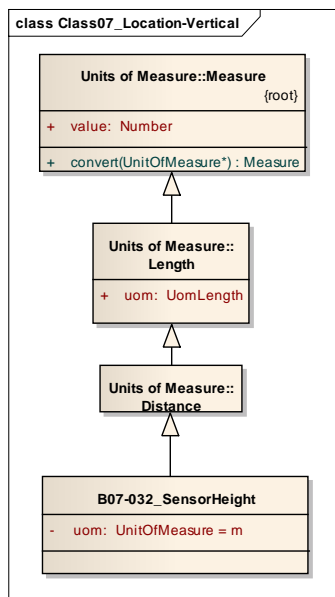 class Class07_Location-Vertical
Units of Measure::Measure
{root}
+ value: Number
+ convert(UnitOfMeasure*) : Measure
Units of Measure::
Length
+ uom: UomLength
Units of Measure::
Distance
B07-032_SensorHeight
- uom: UnitOfMeasure = m